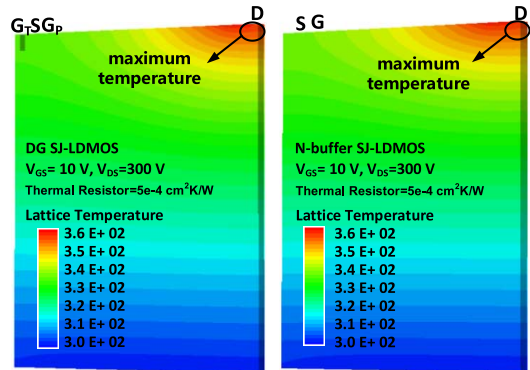 GTSGP
D
maximum
temperature
DG SJ-LDMOS
VGS= 10 V, VDS=300 V
Thermal Resistor=5e-4 cm²K/W
Lattice Temperature
3.6 E+ 02
3.5 E+ 02
3.4 E+ 02
3.3 E+ 02
3.2 E+ 02
3.1 E+ 02
3.0 E+ 02
S G
D
maximum
temperature
N-buffer SJ-LDMOS
VGS= 10 V, VDS=300 V
Thermal Resistor=5e-4 cm²K/W
Lattice Temperature
3.6 E+ 02
3.5 E+ 02
3.4 E+ 02
3.3 E+ 02
3.2 E+ 02
3.1 E+ 02
3.0 E+ 02